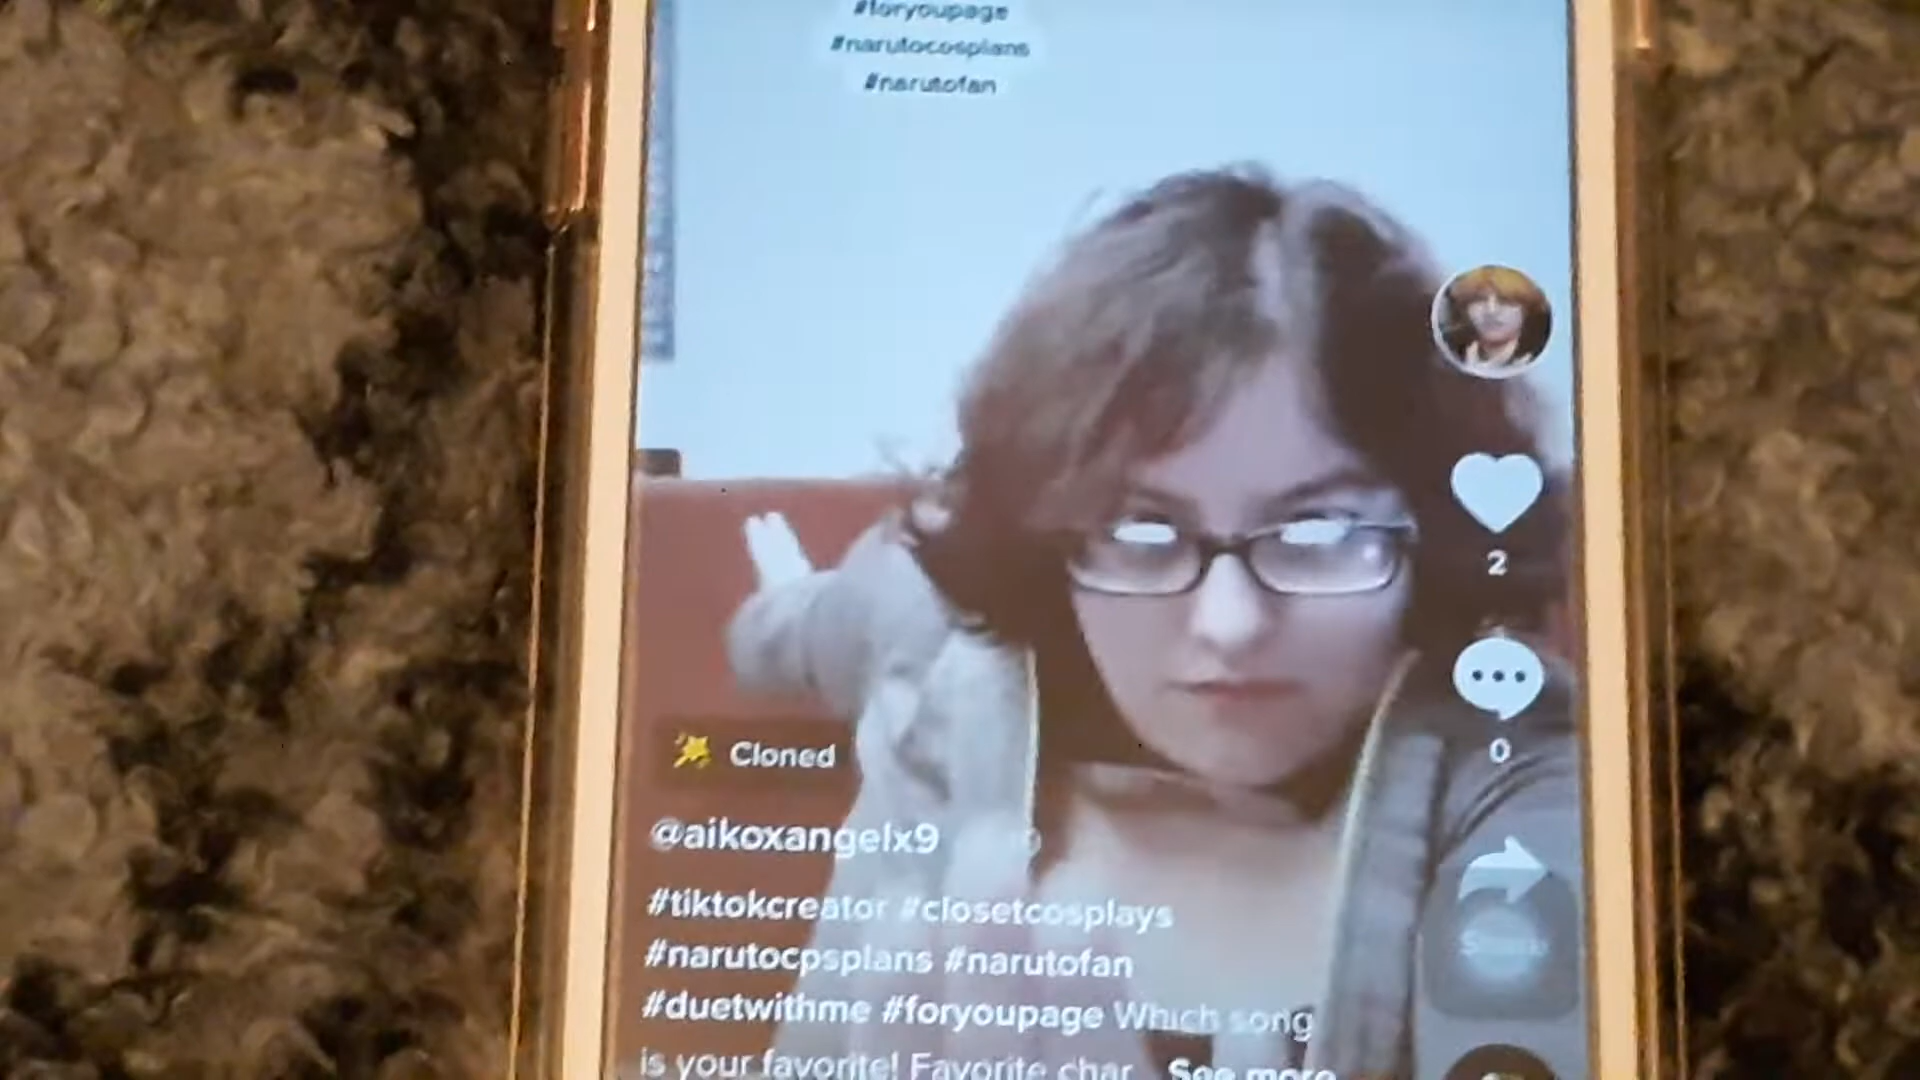 #foryoupage
#narutocosplans
#narutofan
2
0
Cloned
@aikoxangelx9
#tiktokcreator #closetcosplays
#narutocpsplans #narutofan
#duetwithme #foryoupage Which song
is your favorite! Favorite char... See more